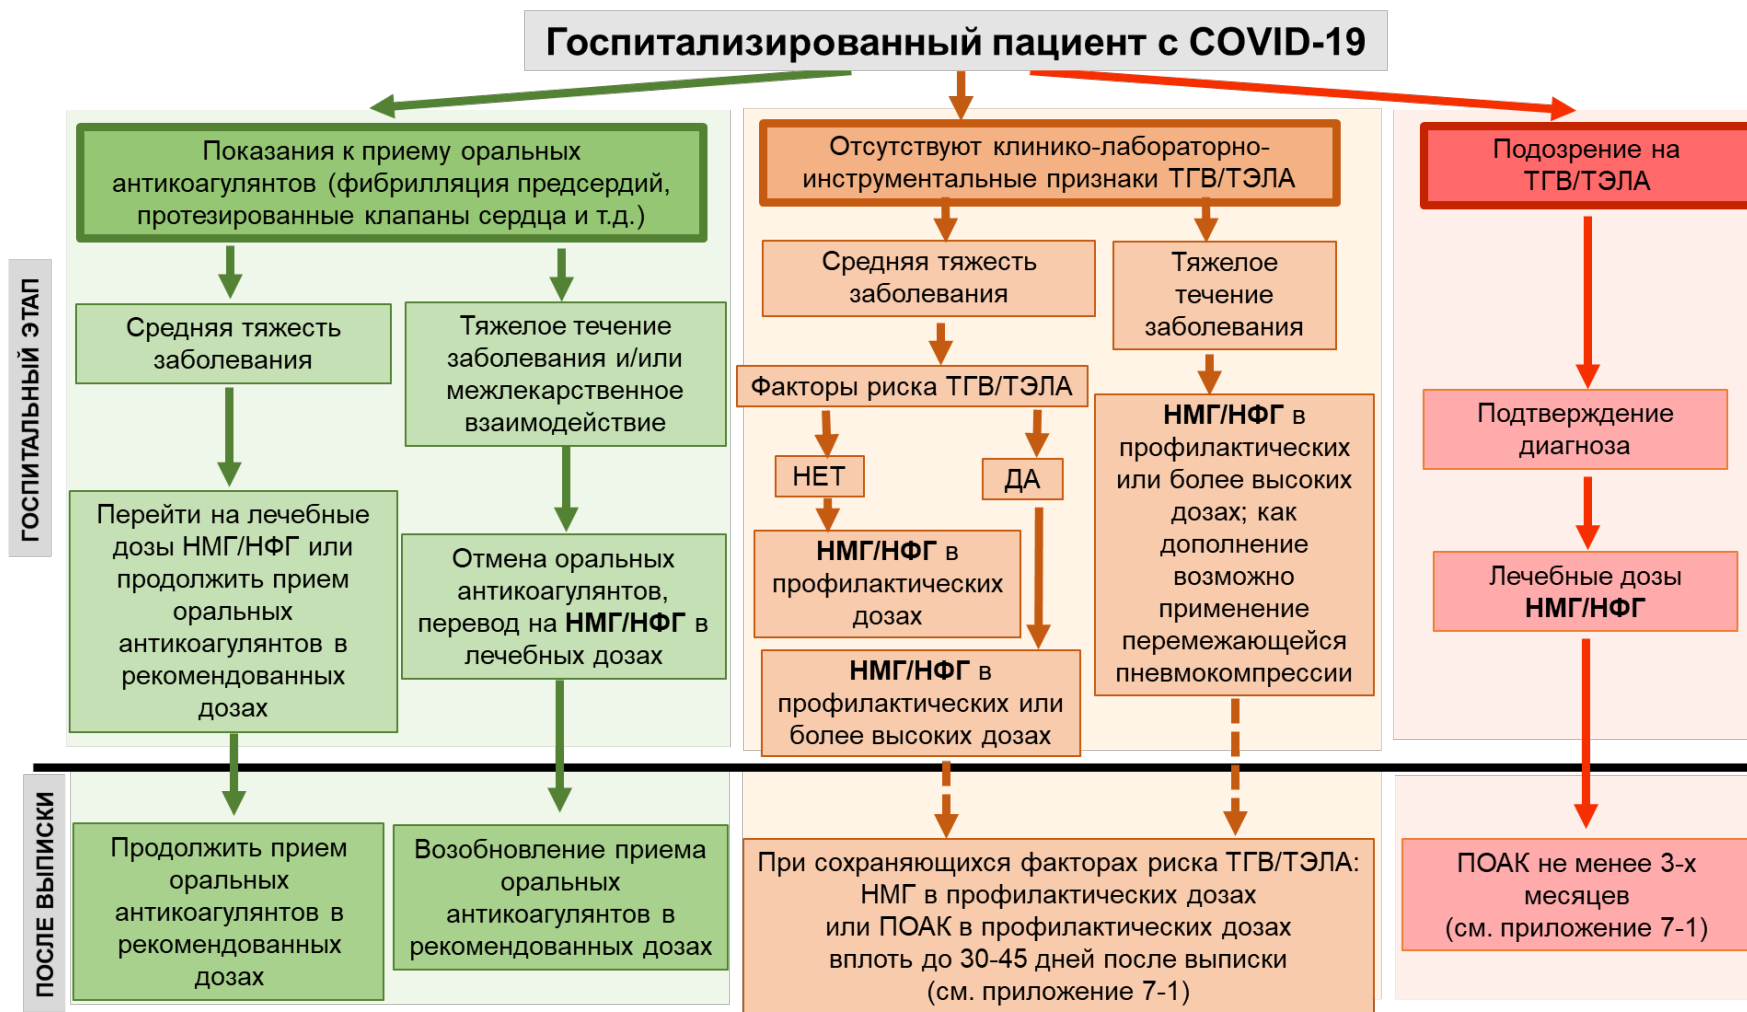 Госпитализированный пациент с COVID-19
ГОСПИТАЛЬНЫЙ ЭТАП
Показания к приему оральных
антикоагулянтов (фибрилляция предсердий,
протезированные клапаны сердца и т.д.)
Средняя тяжесть
заболевания
Перейти на лечебные
дозы НМГ/НФГ или
продолжить прием
оральных
антикоагулянтов в
рекомендованных
дозах
Тяжелое течение
заболевания и/или
межлекарственное
взаимодействие
Отмена оральных
антикоагулянтов,
перевод на НМГ/НФГ в
лечебных дозах
Отсутствуют клинико-лабораторно-
инструментальные признаки ТГВ/ТЭЛА
Средняя тяжесть
заболевания
Факторы риска ТГВ/ТЭЛА
НЕТ
ДА
НМГ/НФГ в
профилактических
дозах
НМГ/НФГ в
профилактических или
более высоких дозах
Тяжелое
течение
заболевания
НМГ/НФГ в
профилактических
или более высоких
дозах; как
дополнение
возможно
применение
перемежающейся
пневмокомпрессии
Подозрение на
ТГВ/ТЭЛА
Подтверждение
диагноза
Лечебные дозы
НМГ/НФГ
ПОСЛЕ ВЫПИСКИ
Продолжить прием
оральных
антикоагулянтов в
рекомендованных
дозах
Возобновление приема
оральных
антикоагулянтов в
рекомендованных дозах
При сохраняющихся факторах риска ТГВ/ТЭЛА:
НМГ в профилактических дозах
или ПОАК в профилактических дозах
вплоть до 30-45 дней после выписки
(см. приложение 7-1)
ПОАК не менее 3-х
месяцев
(см. приложение 7-1)